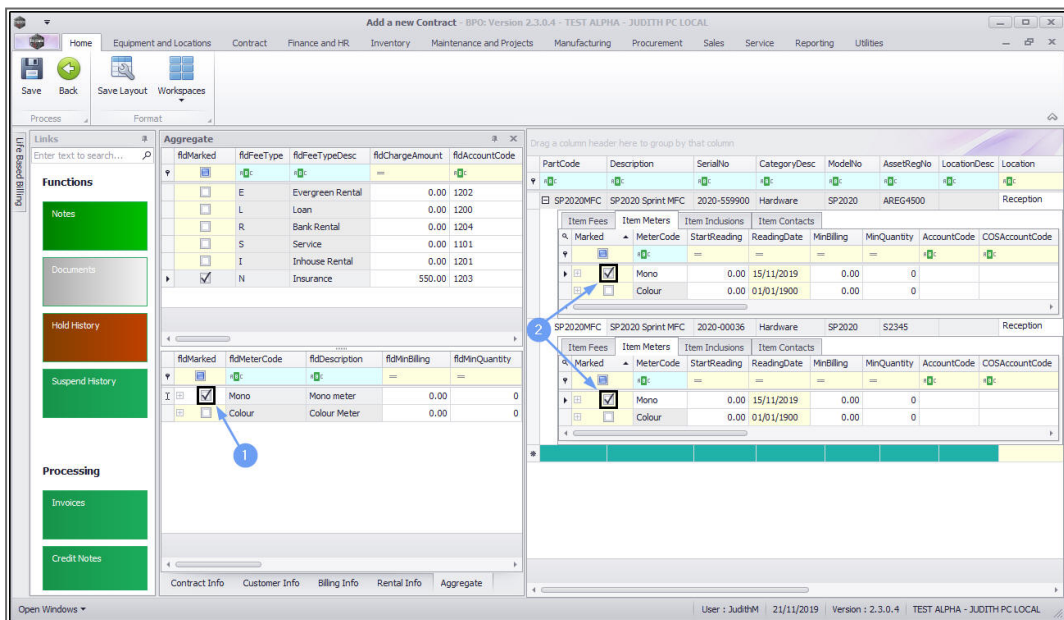 Add a new Contract - BPO: Version 2.3.0.4 - TEST ALPHA - JUDITH PC LOCAL
Home Equipment and Locations Contract Finance and HR Inventory Maintenance and Projects Manufacturing Procurement Sales Service Reporting Utilities
Save Back Save Layout Workspaces
Process Format
Life Based Billing
Links
Enter text to search...
Functions
Notes
Documents
Hold History
Suspend History
Processing
Invoices
Credit Notes
Aggregate
fldMarked fldFeeType fldFeeTypeDesc fldChargeAmount fldAccountCode
E Evergreen Rental 0.00 1202
L Loan 0.00 1200
R Bank Rental 0.00 1204
S Service 0.00 1101
I Inhouse Rental 0.00 1201
N Insurance 550.00 1203
fldMarked fldMeterCode fldDescription fldMinBilling fldMinQuantity
Mono Mono meter 0.00 0
Colour Colour Meter 0.00 0
1
Contract Info Customer Info Billing Info Rental Info Aggregate
Drag a column header here to group by that column
PartCode Description SerialNo CategoryDesc ModelNo AssetRegNo LocationDesc Location
SP2020MFC SP2020 Sprint MFC 2020-559900 Hardware SP2020 AREG4500 Reception
Item Fees Item Meters Item Inclusions Item Contacts
Marked MeterCode StartReading ReadingDate MinBilling MinQuantity AccountCode COSAccountCode
Mono 0.00 15/11/2019 0.00 0
Colour 0.00 01/01/1900 0.00 0
2
SP2020MFC SP2020 Sprint MFC 2020-00036 Hardware SP2020 S2345 Reception
Item Fees Item Meters Item Inclusions Item Contacts
Marked MeterCode StartReading ReadingDate MinBilling MinQuantity AccountCode COSAccountCode
Mono 0.00 15/11/2019 0.00 0
Colour 0.00 01/01/1900 0.00 0
Open Windows User : JudithM 21/11/2019 Version : 2.3.0.4 TEST ALPHA - JUDITH PC LOCAL